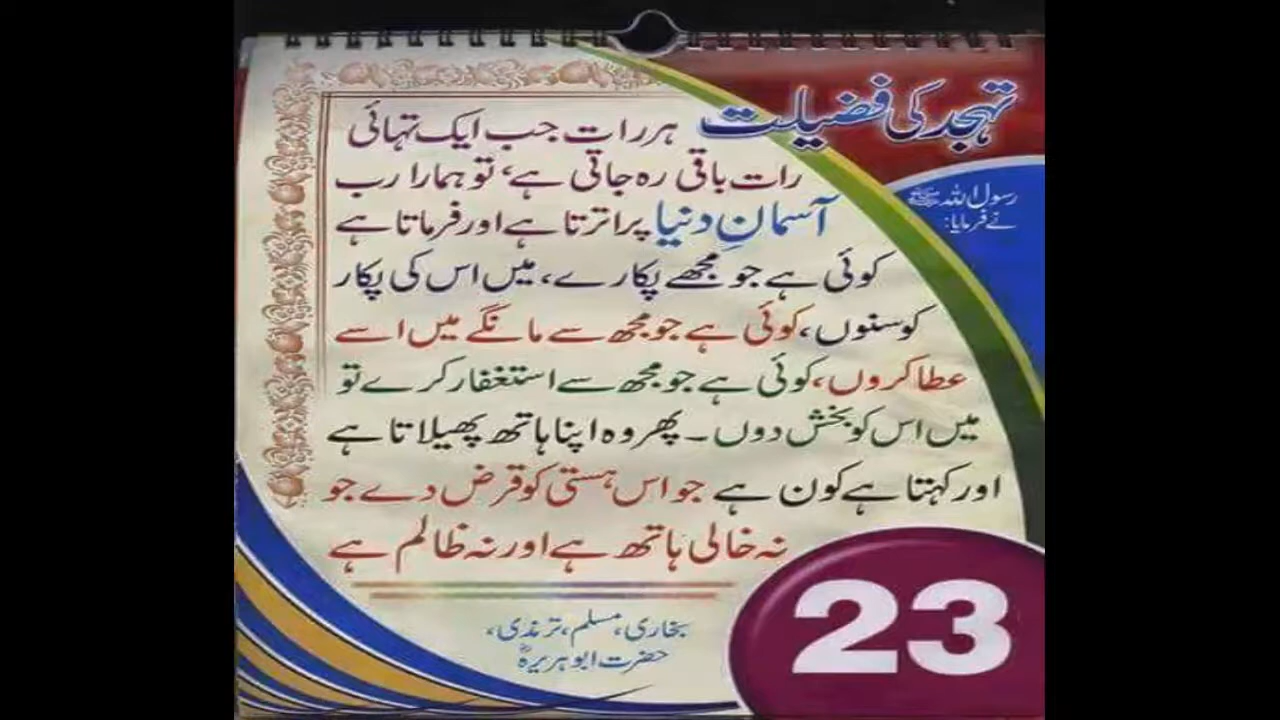 تہجد کی فضیلت
رسول اللہ ﷺ
نے فرمایا:
ہر رات جب ایک تہائی
رات باقی رہ جاتی ہے، تو ہمارا رب
آسمانِ دنیا پر اترتا ہے اور فرماتا ہے
کوئی ہے جو مجھے پکارے، میں اس کی پکار
کو سنوں، کوئی ہے جو مجھ سے مانگے میں اسے
عطا کروں، کوئی ہے جو مجھ سے استغفار کرے تو
میں اس کو بخش دوں۔ پھر وہ اپنا ہاتھ پھیلاتا ہے
اور کہتا ہے کون ہے جو اس ہستی کو قرض دے جو
نہ خالی ہاتھ ہے اور نہ ظالم ہے
بخاری، مسلم، ترمذی،
حضرت ابو ہریرہؓ
23